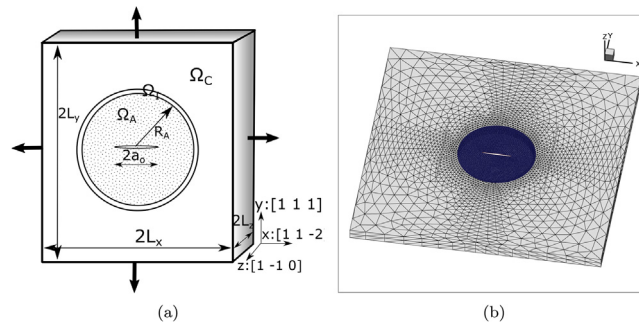 Ω_C
Ω_I
2L_y
Ω_A
R_A
2a_o
2L_z
y:[1 1 1]
2L_x
x:[1 1 -2
z:[1 -1 0]
z Y
x
(a)
(b)